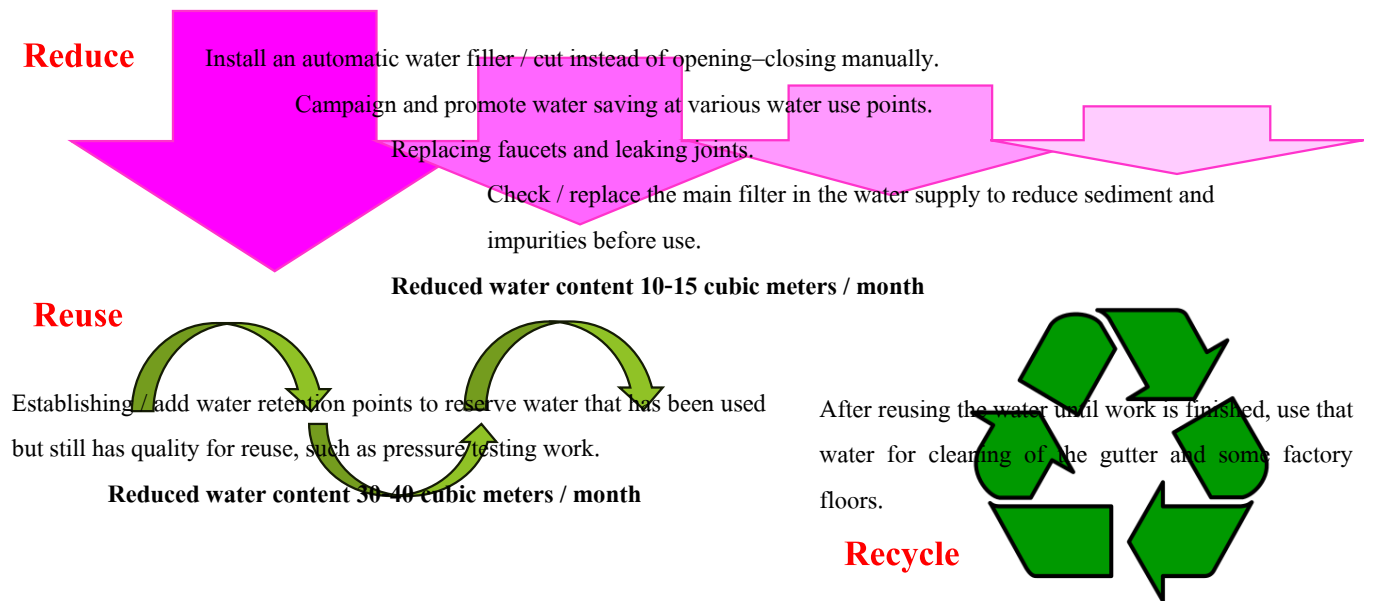 Reduce
Install an automatic water filler / cut instead of opening–closing manually.
Campaign and promote water saving at various water use points.
Replacing faucets and leaking joints.
Check / replace the main filter in the water supply to reduce sediment and
impurities before use.
Reduced water content 10-15 cubic meters / month
Reuse
Establishing / add water retention points to reserve water that has been used
but still has quality for reuse, such as pressure testing work.
Reduced water content 30-40 cubic meters / month
After reusing the water until work is finished, use that
water for cleaning of the gutter and some factory
floors.
Recycle